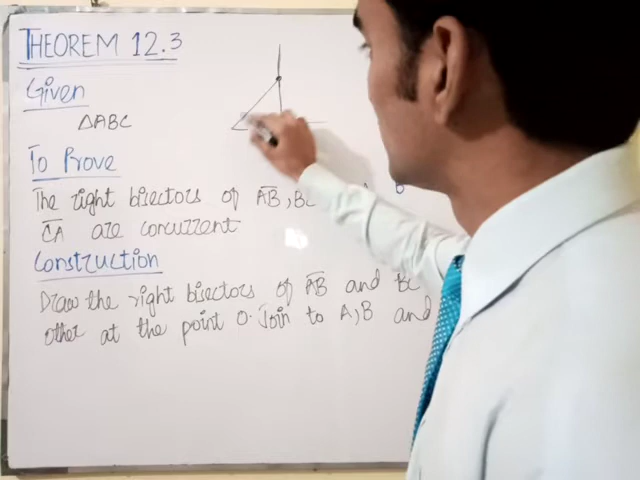 THEOREM 12.3
Given
△ABC
To Prove
The right bisectors of AB, BC
CA are concurrent
Construction
Draw the right bisectors of AB and BC
other at the point O. Join to A, B and